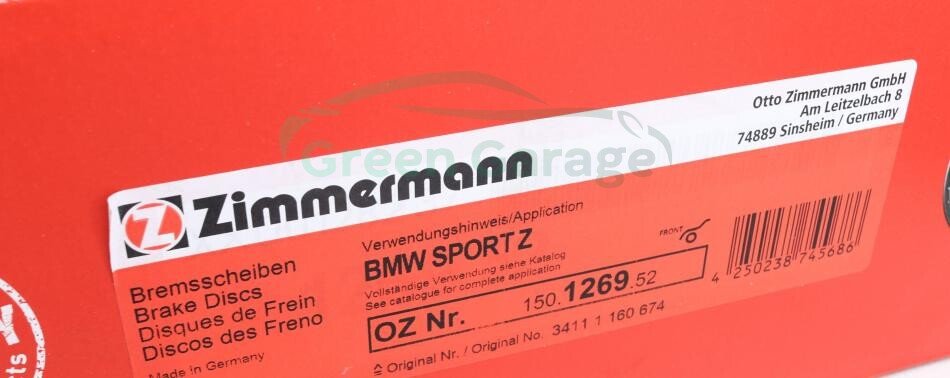 Otto Zimmermann GmbH
Am Leitzelbach 8
74889 Sinsheim / Germany
Green Garage
Zimmermann
Bremsscheiben
Brake Discs
Disques de Frein
Discos des Freno
Made in Germany
Verwendungshinweis/Application
BMW SPORT Z
Vollständige Verwendung siehe Katalog
See catalogue for complete application
FRONT
OZ Nr. 150.1269.52
≙ Original Nr. / Original No. 3411 1 160 674
4 250238 745686